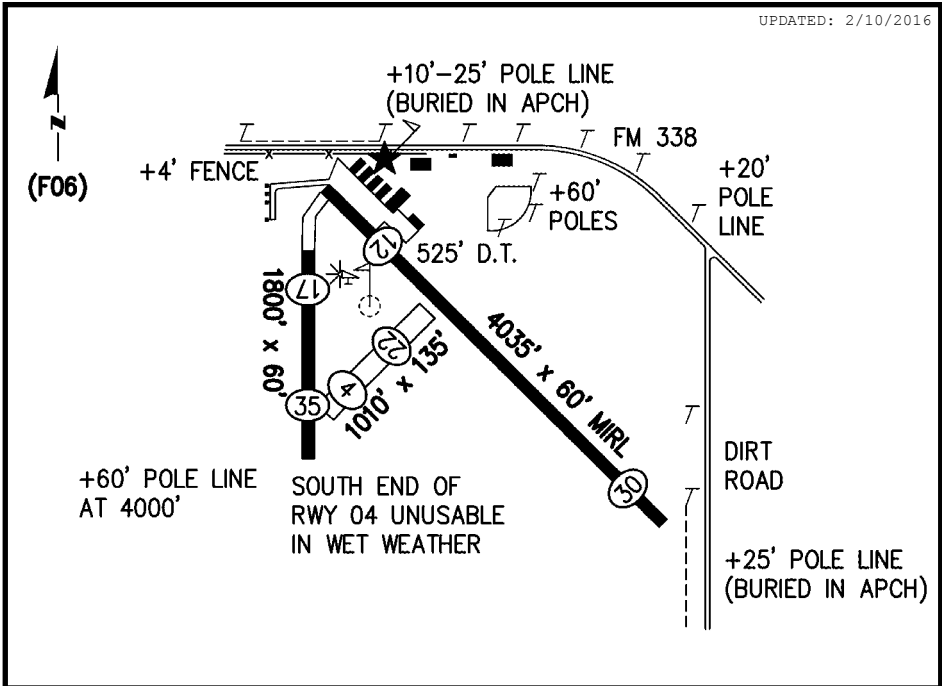 UPDATED: 2/10/2016
+10'-25' POLE LINE
(BURIED IN APCH)
N
FM 338
(F06)
+4' FENCE
+60'
POLES
+20'
POLE
LINE
12
525' D.T.
17
1800' x 60'
22
4
1010' x 135'
4035' x 60' MIRL
35
30
+60' POLE LINE
AT 4000'
SOUTH END OF
RWY 04 UNUSABLE
IN WET WEATHER
DIRT
ROAD
+25' POLE LINE
(BURIED IN APCH)